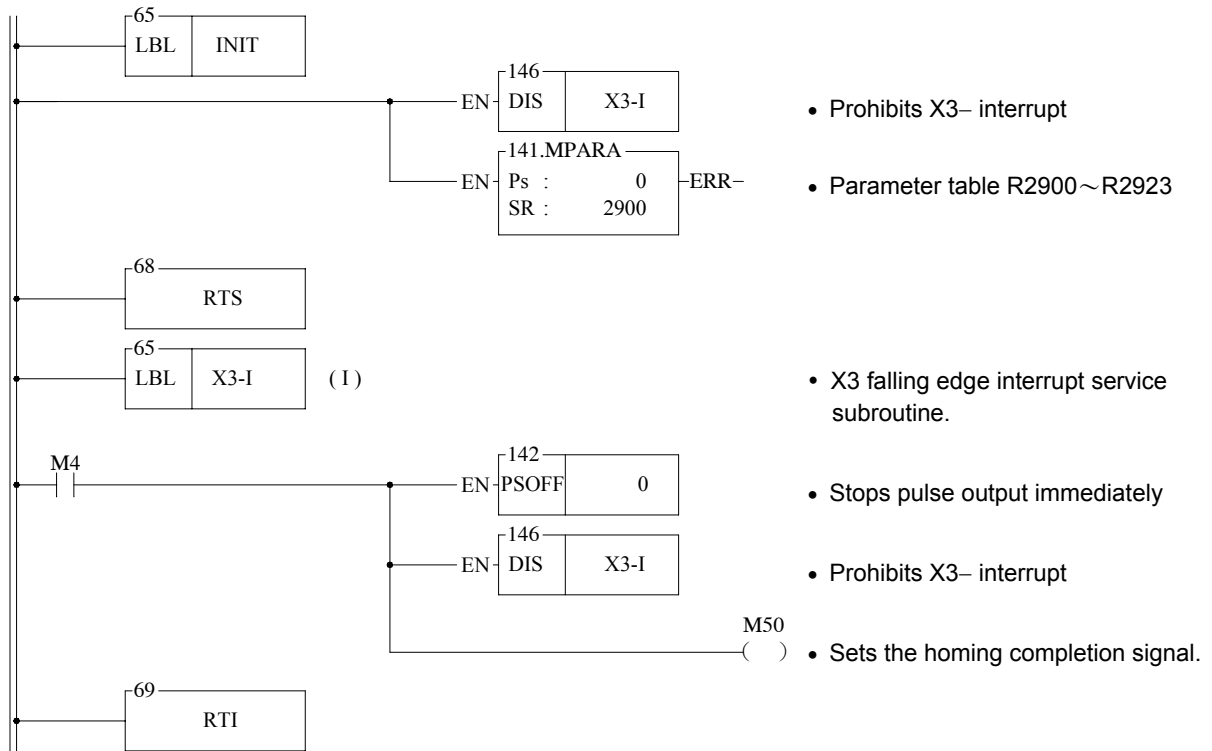 65
LBL INIT
146
EN DIS X3-I • Prohibits X3− interrupt
141.MPARA
EN Ps : 0 ERR • Parameter table R2900～R2923
SR : 2900
68
RTS
65
LBL X3-I ( I ) • X3 falling edge interrupt service
subroutine.
M4
142
EN PSOFF 0 • Stops pulse output immediately
146
EN DIS X3-I • Prohibits X3− interrupt
M50
( ) • Sets the homing completion signal.
69
RTI